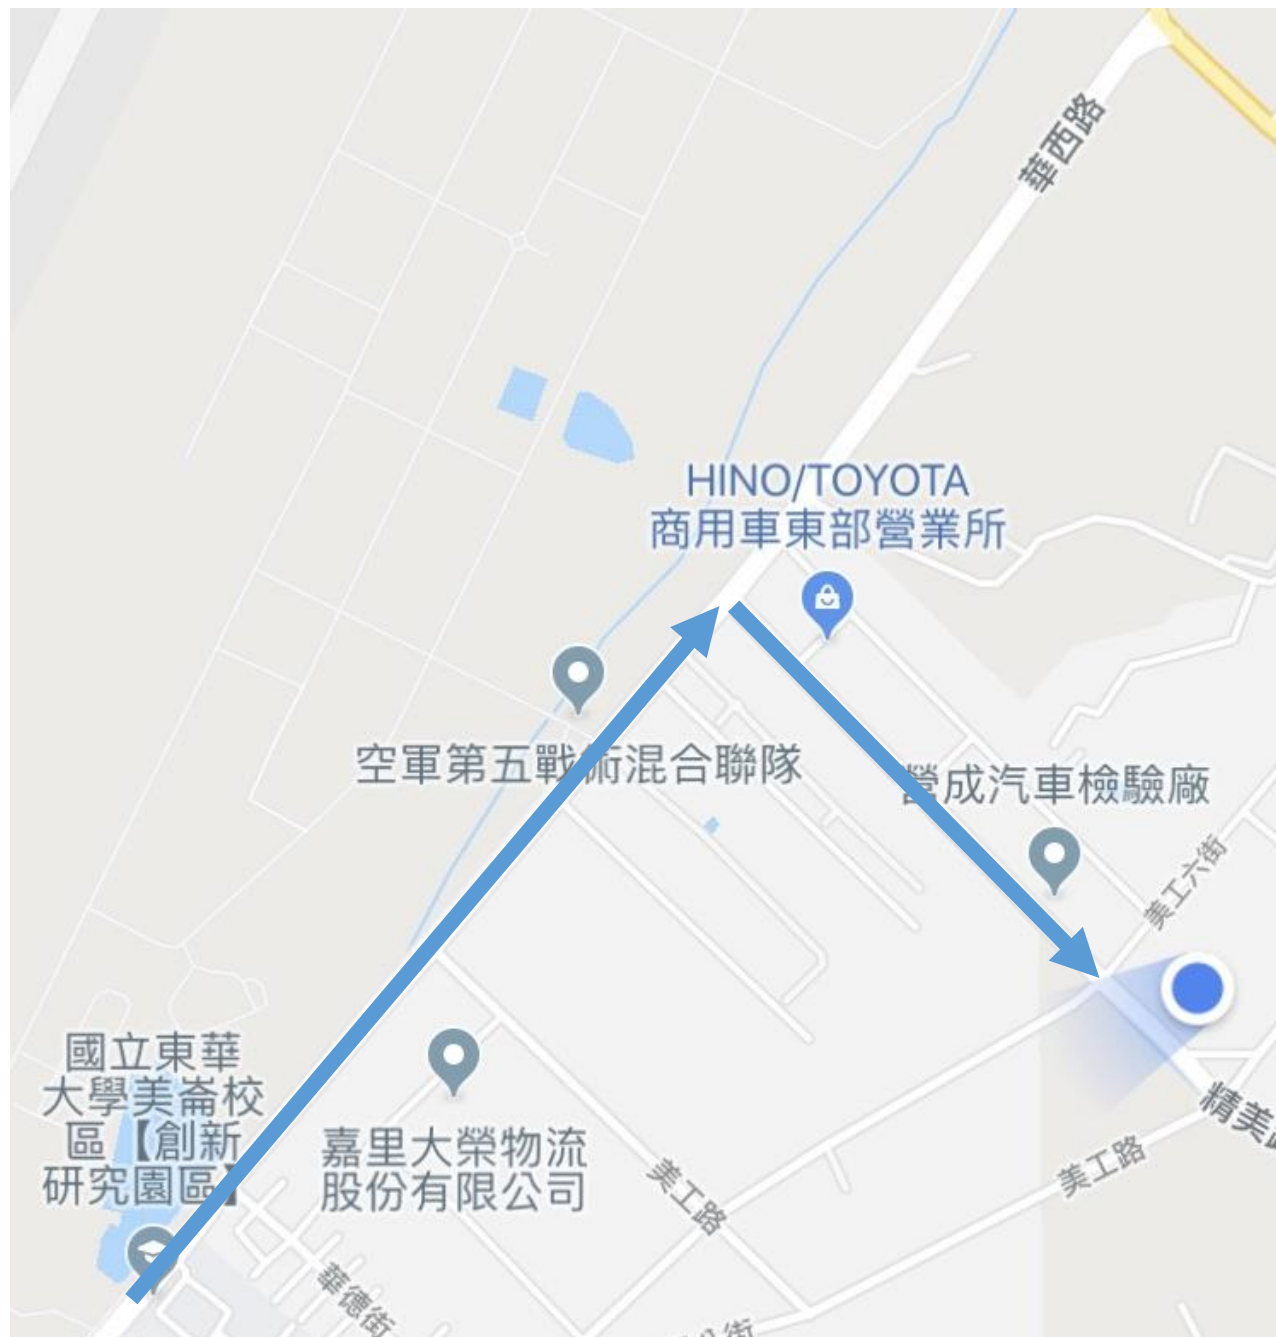 華西路
HINO/TOYOTA
商用車東部營業所
空軍第五戰術混合聯隊
營成汽車檢驗廠
美工六街
國立東華
大學美崙校
區【創新
研究園區】
嘉里大榮物流
股份有限公司
美工路
美工路
精美
華德街
街